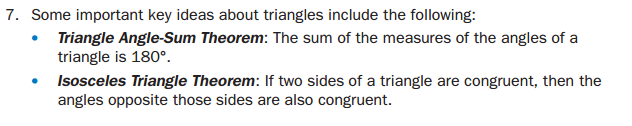 7. Some important key ideas about triangles include the following:
• Triangle Angle-Sum Theorem: The sum of the measures of the angles of a
triangle is 180°.
• Isosceles Triangle Theorem: If two sides of a triangle are congruent, then the
angles opposite those sides are also congruent.